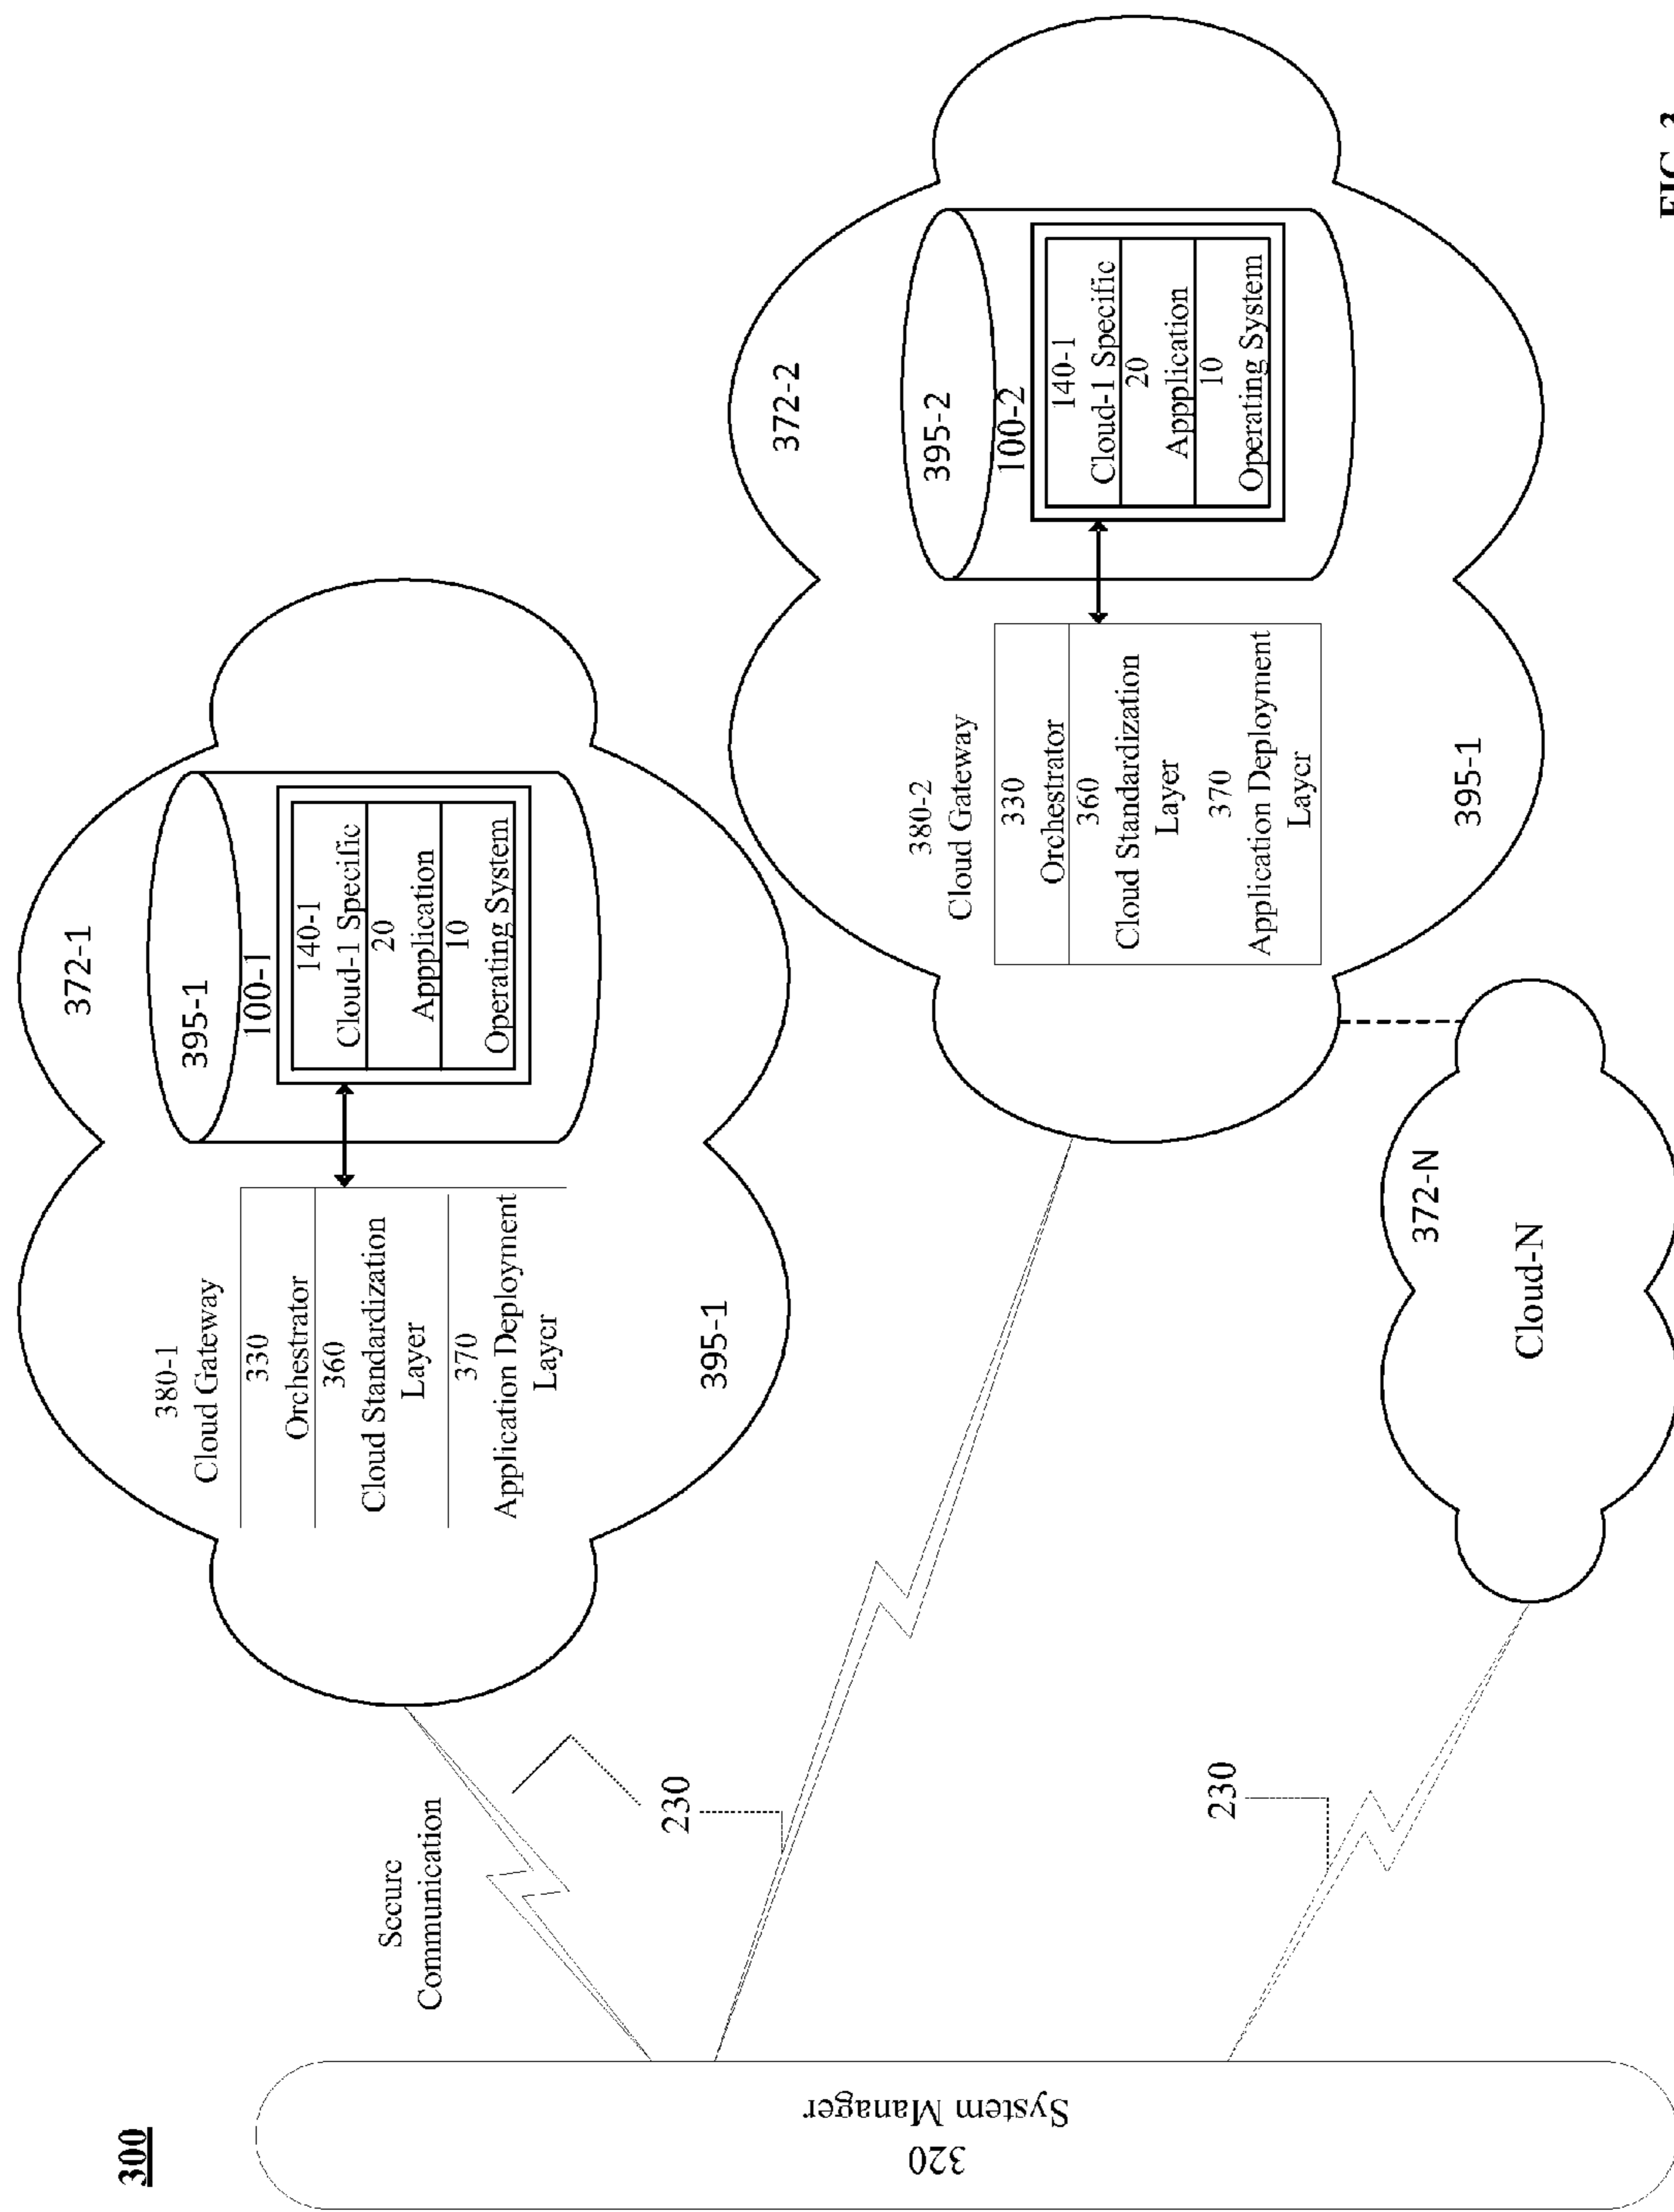 300
System Manager
320
Secure
Communication
230
230
372-1
395-1
100-1
140-1
Cloud-1 Specific
20
Appplication
10
Operating System
380-1
Cloud Gateway
330
Orchestrator
360
Cloud Standardization
Layer
370
Application Deployment
Layer
395-1
372-2
395-2
100-2
140-1
Cloud-1 Specific
20
Appplication
10
Operating System
380-2
Cloud Gateway
330
Orchestrator
360
Cloud Standardization
Layer
370
Application Deployment
Layer
395-1
372-N
Cloud-N
FIG. 3